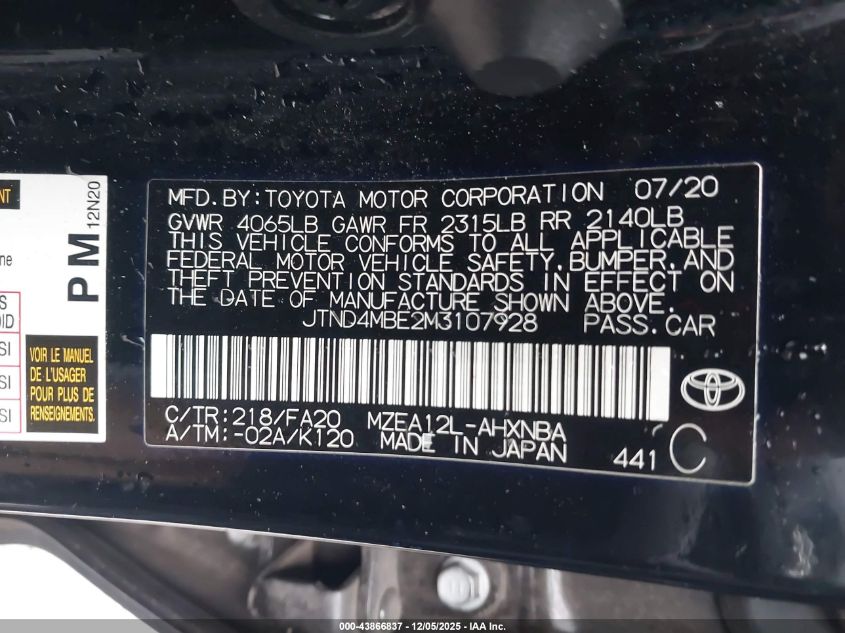 MFD. BY: TOYOTA MOTOR CORPORATION 07/20
GVWR 4065LB GAWR FR 2315LB RR 2140LB
THIS VEHICLE CONFORMS TO ALL APPLICABLE
FEDERAL MOTOR VEHICLE SAFETY, BUMPER, AND
THEFT PREVENTION STANDARDS IN EFFECT ON
THE DATE OF MANUFACTURE SHOWN ABOVE.
JTND4MBE2M3107928 PASS. CAR
C/TR: 218/FA20 MZEA12L-AHXNBA
A/TM: -02A/K120 MADE IN JAPAN
441 C
PM
12N20
VOIR LE MANUEL
DE L'USAGER
POUR PLUS DE
RENSEIGNEMENTS.
000-43866837 - 12/05/2025 - IAA Inc.